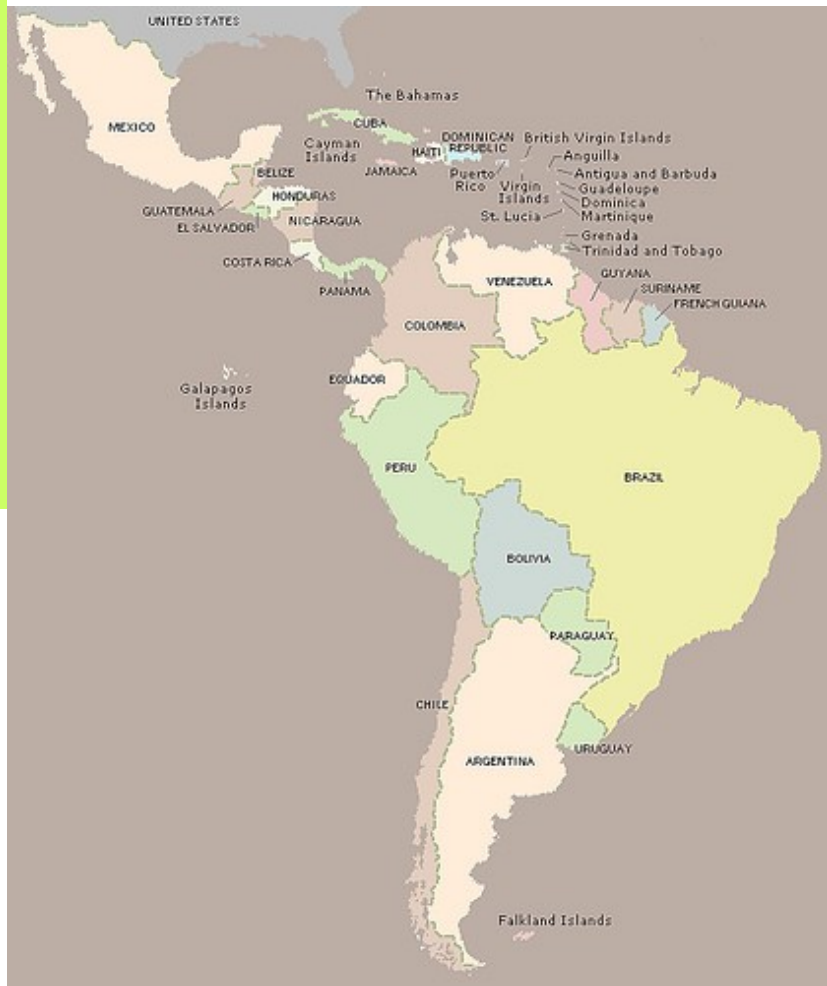 UNITED STATES
The Bahamas
MEXICO
CUBA
Cayman
Islands
HAITI
DOMINICAN
REPUBLIC
British Virgin Islands
Anguilla
JAMAICA
Puerto
Rico
Virgin
Islands
Antigua and Barbuda
Guadeloupe
Dominica
Martinique
St. Lucia
BELIZE
HONDURAS
GUATEMALA
NICARAGUA
EL SALVADOR
Grenada
Trinidad and Tobago
COSTA RICA
PANAMA
VENEZUELA
GUYANA
SURINAME
FRENCH GUIANA
COLOMBIA
EQUADOR
Galapagos
Islands
PERU
BRAZIL
BOLIVIA
PARAGUAY
CHILE
URUGUAY
ARGENTINA
Falkland Islands